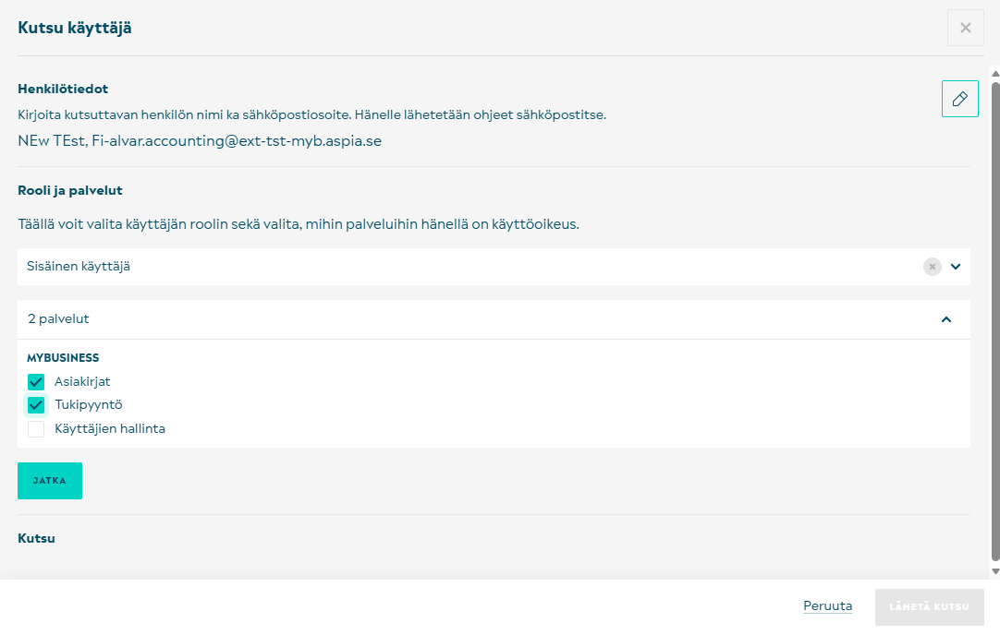 Kutsu käyttäjä
Henkilötiedot
Kirjoita kutsuttavan henkilön nimi ka sähköpostiosoite. Hänelle lähetetään ohjeet sähköpostitse.
NEw TEst, Fi-alvar.accounting@ext-tst-myb.aspia.se
Rooli ja palvelut
Täällä voit valita käyttäjän roolin sekä valita, mihin palveluihin hänellä on käyttöoikeus.
Sisäinen käyttäjä
2 palvelut
MYBUSINESS
Asiakirjat
Tukipyyntö
Käyttäjien hallinta
JATKA
Kutsu
Peruuta
LÄHETÄ KUTSU